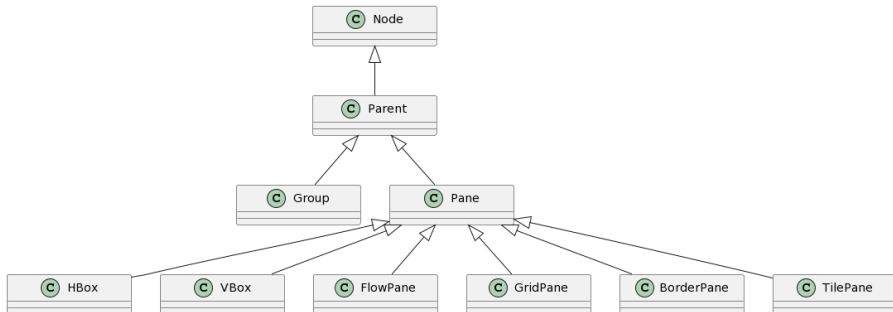 C Node
C Parent
C Group
C Pane
C HBox
C VBox
C FlowPane
C GridPane
C BorderPane
C TilePane